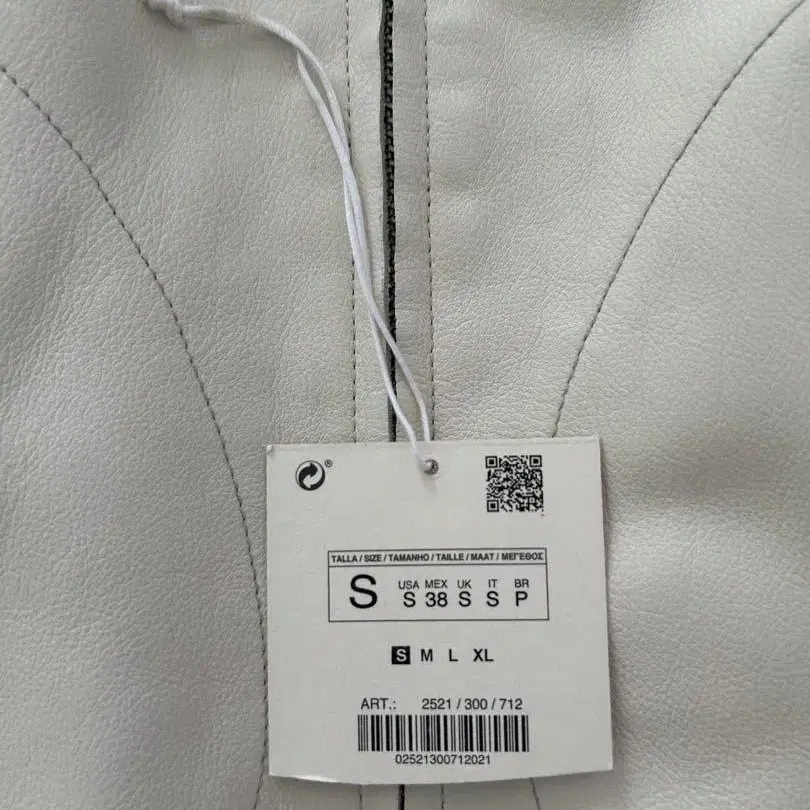 ®
TALLA / SIZE / TAMANHO / TAILLE / MAAT / ΜΕΓΕΘΟΣ
S
USA MEX UK IT BR
S 38 S S P
S M L XL
ART.: 2521 / 300 / 712
02521300712021